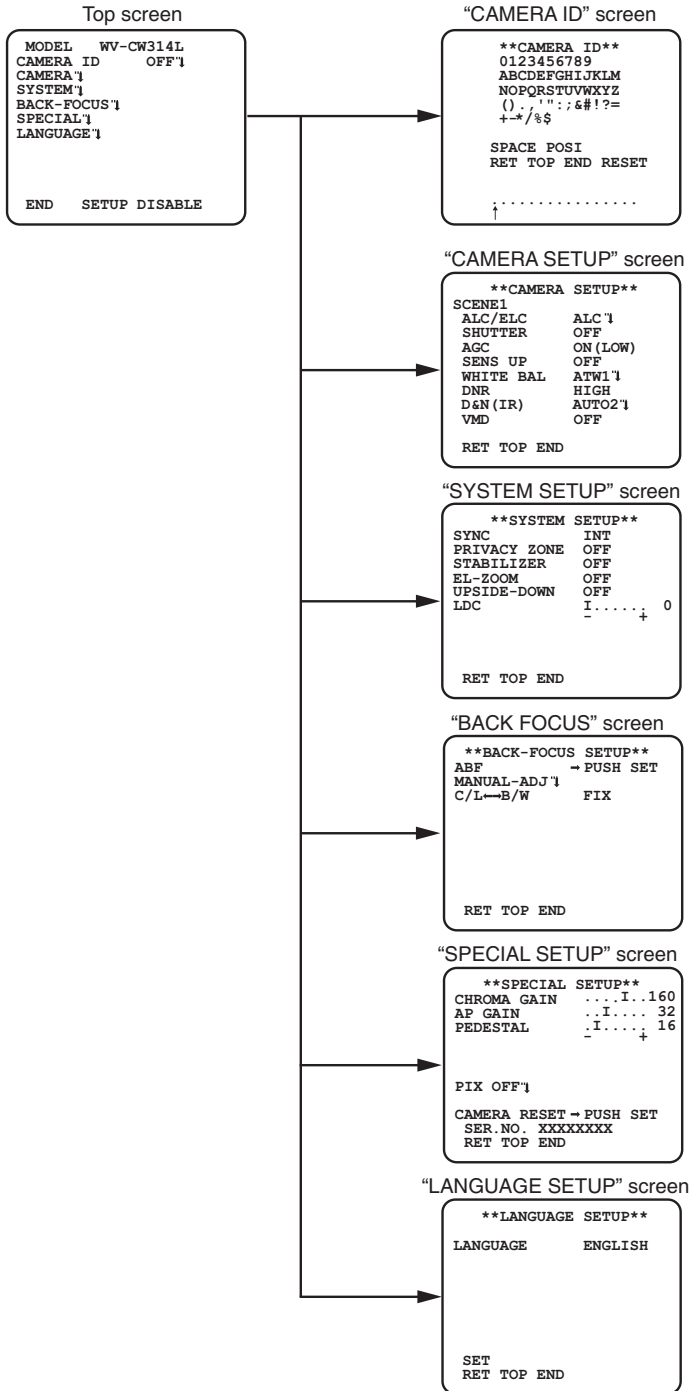 Top screen
MODEL WV-CW314L
CAMERA ID OFF↵
CAMERA↵
SYSTEM↵
BACK-FOCUS↵
SPECIAL↵
LANGUAGE↵
END SETUP DISABLE
“CAMERA ID” screen
**CAMERA ID**
0123456789
ABCDEFGHIJKLM
NOPQRSTUVWXYZ
().,'":;&#!?=
+-*/%$
SPACE POSI
RET TOP END RESET
................
↑
“CAMERA SETUP” screen
**CAMERA SETUP**
SCENE1
ALC/ELC ALC↵
SHUTTER OFF
AGC ON(LOW)
SENS UP OFF
WHITE BAL ATW1↵
DNR HIGH
D&N(IR) AUTO2↵
VMD OFF
RET TOP END
“SYSTEM SETUP” screen
**SYSTEM SETUP**
SYNC INT
PRIVACY ZONE OFF
STABILIZER OFF
EL-ZOOM OFF
UPSIDE-DOWN OFF
LDC I...... 0
- +
RET TOP END
“BACK FOCUS” screen
**BACK-FOCUS SETUP**
ABF →PUSH SET
MANUAL-ADJ↵
C/L←→B/W FIX
RET TOP END
“SPECIAL SETUP” screen
**SPECIAL SETUP**
CHROMA GAIN ....I..160
AP GAIN ..I.... 32
PEDESTAL .I..... 16
- +
PIX OFF↵
CAMERA RESET→PUSH SET
SER.NO. XXXXXXXX
RET TOP END
“LANGUAGE SETUP” screen
**LANGUAGE SETUP**
LANGUAGE ENGLISH
SET
RET TOP END